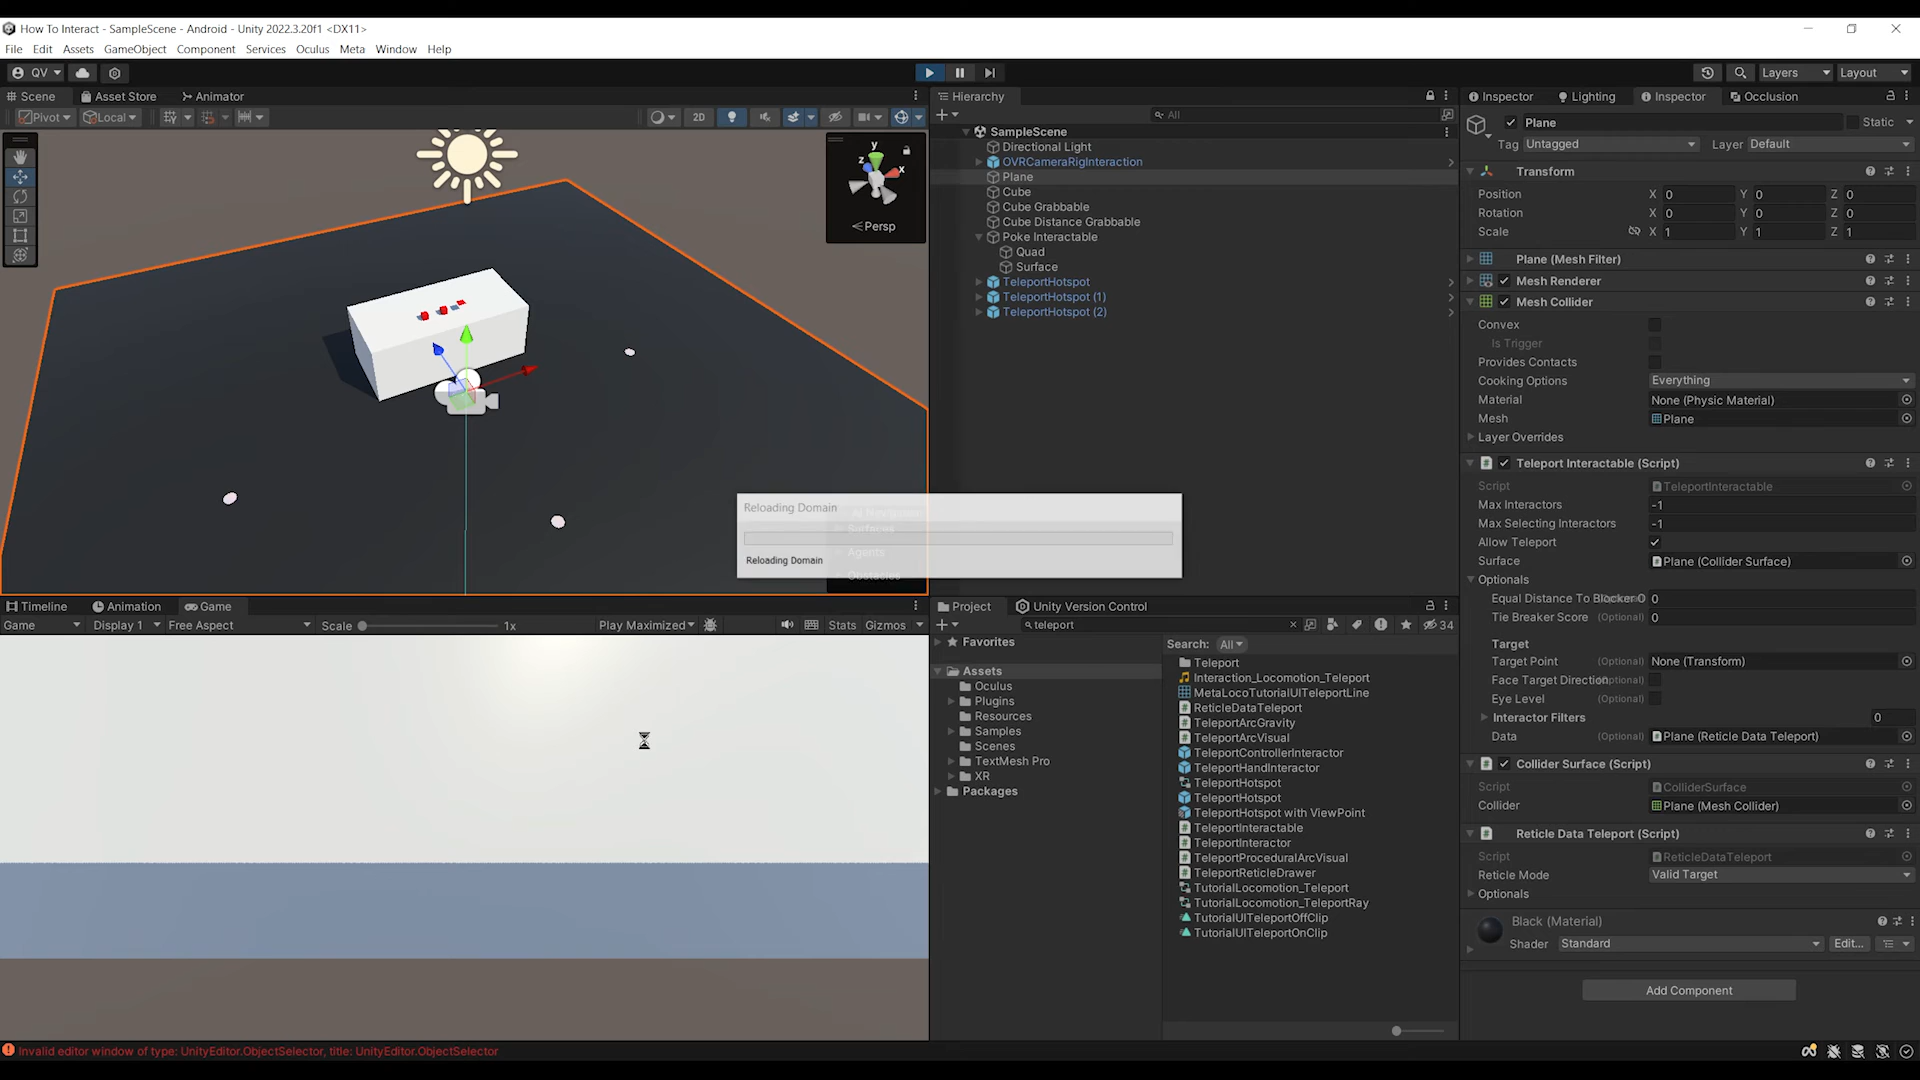 How To Interact - SampleScene - Android - Unity 2022.3.20f1 <DX11>
File Edit Assets GameObject Component Services Oculus Meta Window Help
QV
Layers
Layout
Scene
Asset Store
Animator
Pivot
Local
2D
y
z
x
Persp
Reloading Domain
Surfaces
Agents
Obstacles
Reloading Domain
Hierarchy
All
SampleScene
Directional Light
OVRCameraRigInteraction
Plane
Cube
Cube Grabbable
Cube Distance Grabbable
Poke Interactable
Quad
Surface
TeleportHotspot
TeleportHotspot (1)
TeleportHotspot (2)
Timeline
Animation
Game
Game
Display 1
Free Aspect
Scale
1x
Play Maximized
Stats
Gizmos
Project
Unity Version Control
teleport
34
Favorites
Assets
Oculus
Plugins
Resources
Samples
Scenes
TextMesh Pro
XR
Packages
Search: All
Teleport
Interaction_Locomotion_Teleport
MetaLocoTutorialUITeleportLine
ReticleDataTeleport
TeleportArcGravity
TeleportArcVisual
TeleportControllerInteractor
TeleportHandInteractor
TeleportHotspot
TeleportHotspot
TeleportHotspot with ViewPoint
TeleportInteractable
TeleportInteractor
TeleportProceduralArcVisual
TeleportReticleDrawer
TutorialLocomotion_Teleport
TutorialLocomotion_TeleportRay
TutorialUITeleportOffClip
TutorialUITeleportOnClip
Inspector
Lighting
Inspector
Occlusion
Plane
Static
Tag Untagged
Layer Default
Transform
Position X 0 Y 0 Z 0
Rotation X 0 Y 0 Z 0
Scale X 1 Y 1 Z 1
Plane (Mesh Filter)
Mesh Renderer
Mesh Collider
Convex
Is Trigger
Provides Contacts
Cooking Options Everything
Material None (Physic Material)
Mesh Plane
Layer Overrides
Teleport Interactable (Script)
Script TeleportInteractable
Max Interactors -1
Max Selecting Interactors -1
Allow Teleport
Surface Plane (Collider Surface)
Optionals
Equal Distance To Blocker O 0
Tie Breaker Score (Optional) 0
Target
Target Point (Optional) None (Transform)
Face Target Direction (Optional)
Eye Level (Optional)
Interactor Filters 0
Data (Optional) Plane (Reticle Data Teleport)
Collider Surface (Script)
Script ColliderSurface
Collider Plane (Mesh Collider)
Reticle Data Teleport (Script)
Script ReticleDataTeleport
Reticle Mode Valid Target
Optionals
Black (Material)
Shader Standard Edit...
Add Component
Invalid editor window of type: UnityEditor.ObjectSelector, title: UnityEditor.ObjectSelector